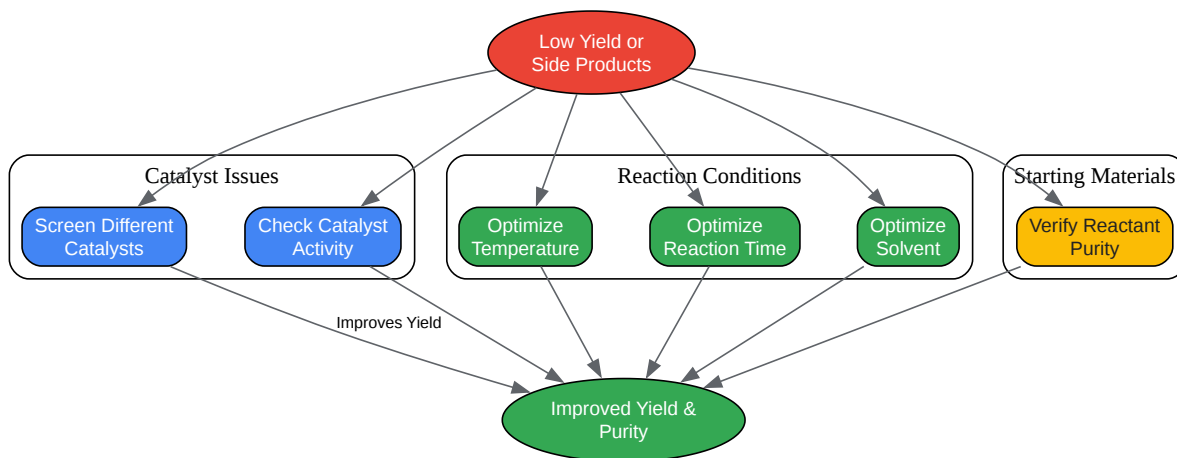 Low Yield or
Side Products
Catalyst Issues
Reaction Conditions
Starting Materials
Screen Different
Catalysts
Check Catalyst
Activity
Optimize
Temperature
Optimize
Reaction Time
Optimize
Solvent
Verify Reactant
Purity
Improves Yield
Improved Yield &
Purity